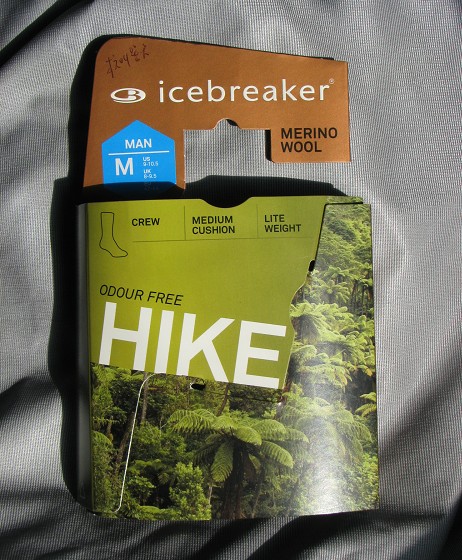 icebreaker®
MERINO
WOOL
MAN
M
US
9-10.5
UK
8-9.5
CREW
MEDIUM
CUSHION
LITE
WEIGHT
ODOUR FREE
HIKE